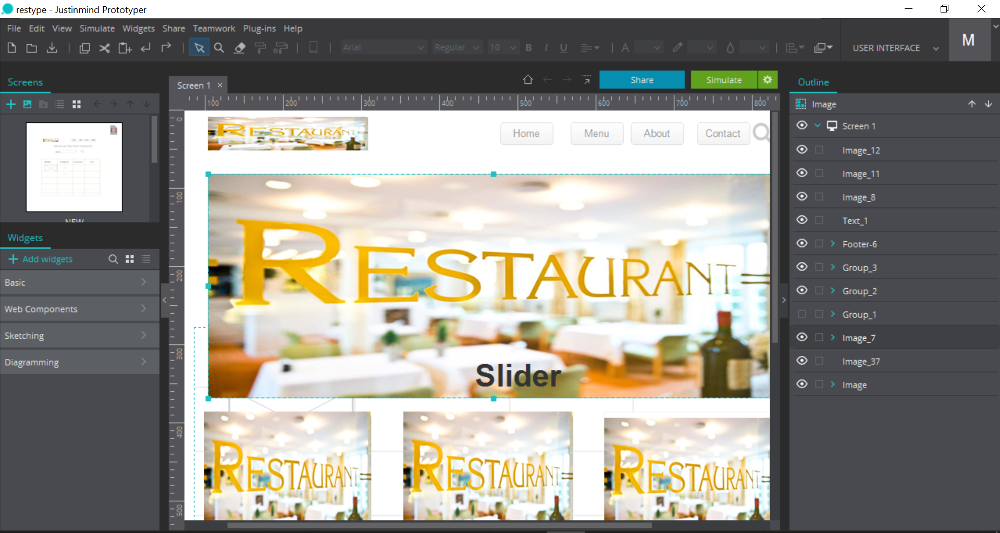 restype - Justinmind Prototyper
File Edit View Simulate Widgets Share Teamwork Plug-ins Help
Arial Regular 10 B I U A USER INTERFACE M
Screens
Screen 1
Share Simulate
Outline
100 200 300 400 500 600 700 800
Image
RESTAURANT
Home Menu About Contact
Screen 1
Image_12
Image_11
Image_8
Text_1
Footer-6
Group_3
Group_2
Group_1
Image_7
Image_37
Image
NEW
Widgets
Add widgets
Basic
Web Components
Sketching
Diagramming
0
100
200
300
400
500
RESTAURANT
Slider
RESTAURANT RESTAURANT RESTAURANT